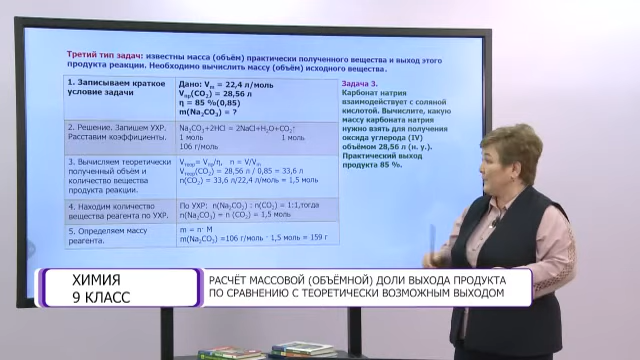 Третий тип задач: известны масса (объём) практически полученного вещества и выход этого
продукта реакции. Необходимо вычислить массу (объём) исходного вещества.
1. Записываем краткое
условие задачи
Дано: Vm = 22,4 л/моль
Vпр(CO2) = 28,56 л
η = 85 %(0,85)
m(Na2CO3) = ?
2. Решение. Запишем УХР.
Расставим коэффициенты.
Na2CO3+2HCl = 2NaCl+H2O+CO2↑
1 моль 1 моль
106 г/моль
3. Вычисляем теоретически
полученный объём и
количество вещества
продукта реакции.
Vтеор= Vпр/η, n = V/Vm
Vтеор(CO2) = 28,56 л / 0,85 = 33,6 л
n(CO2) = 33,6 л/22,4 л/моль = 1,5 моль
4. Находим количество
вещества реагента по УХР.
По УХР: n(Na2CO3) : n(CO2) = 1:1,тогда
n(Na2CO3) = n (CO2) = 1,5 моль
5. Определяем массу
реагента.
m = n· M
m(Na2CO3) =106 г/моль · 1,5 моль = 159 г
Задача 3.
Карбонат натрия
взаимодействует с соляной
кислотой. Вычислите, какую
массу карбоната натрия
нужно взять для получения
оксида углерода (IV)
объёмом 28,56 л (н. у.).
Практический выход
продукта 85 %.
ХИМИЯ
9 КЛАСС
РАСЧЁТ МАССОВОЙ (ОБЪЁМНОЙ) ДОЛИ ВЫХОДА ПРОДУКТА
ПО СРАВНЕНИЮ С ТЕОРЕТИЧЕСКИ ВОЗМОЖНЫМ ВЫХОДОМ